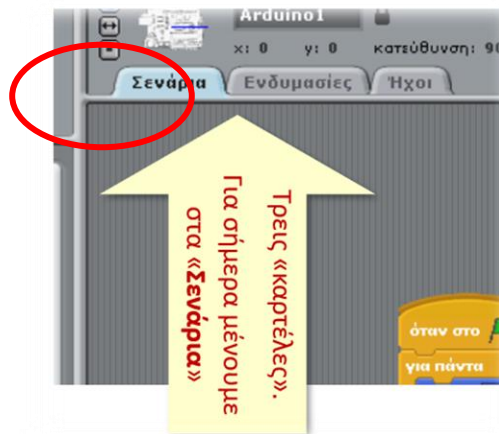 Arduino1
x: 0 y: 0 κατεύθυνση: 90
Σενάρια Ενδυμασίες Ήχοι
Τρεις «καρτέλες».
Για σήμερα μένουμε
στα «Σενάρια»
όταν στο
για πάντα